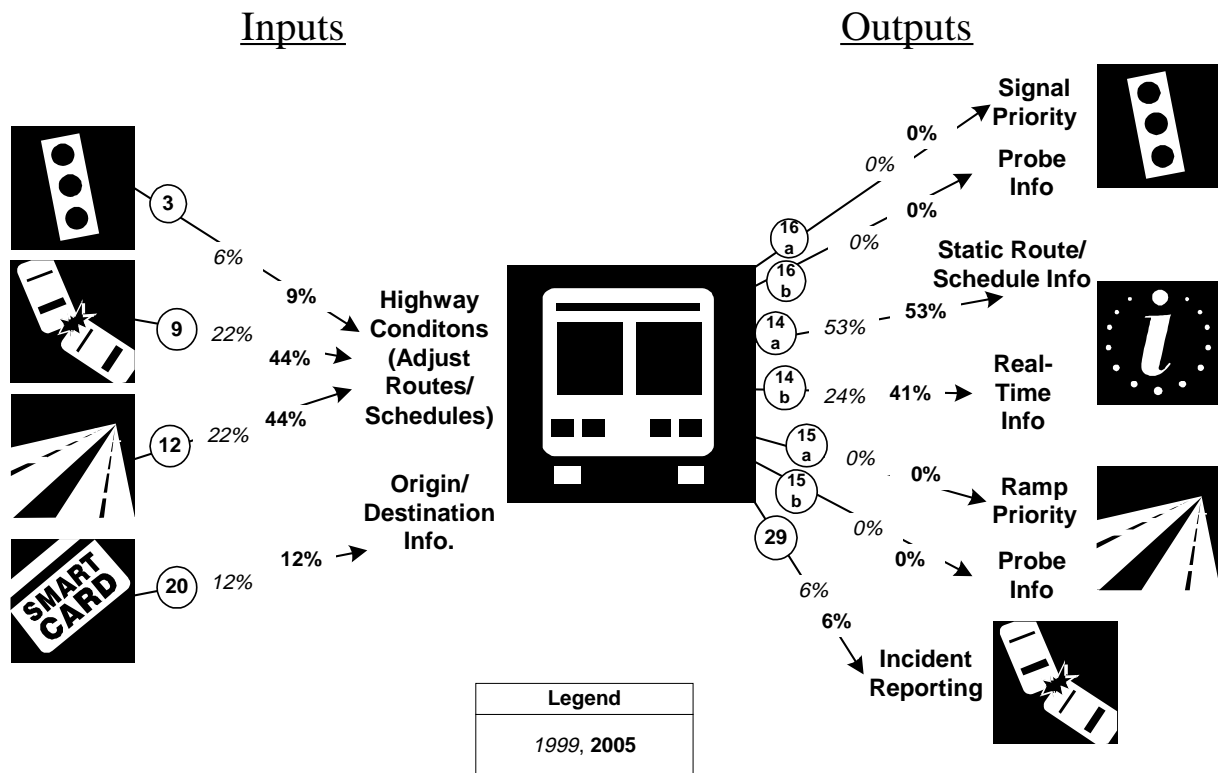 Inputs
Outputs
3
6%
9%
9
22%
44%
12
22%
44%
20
12%
12%
SMART
CARD
Highway
Conditons
(Adjust
Routes/
Schedules)
Origin/
Destination
Info.
16
a
0%
0%
Signal
Priority
16
b
0%
0%
Probe
Info
14
a
53%
53%
Static Route/
Schedule Info
i
14
b
24%
41%
Real-
Time
Info
15
a
0%
0%
Ramp
Priority
15
b
0%
0%
Probe
Info
29
6%
6%
Incident
Reporting
Legend
1999, 2005